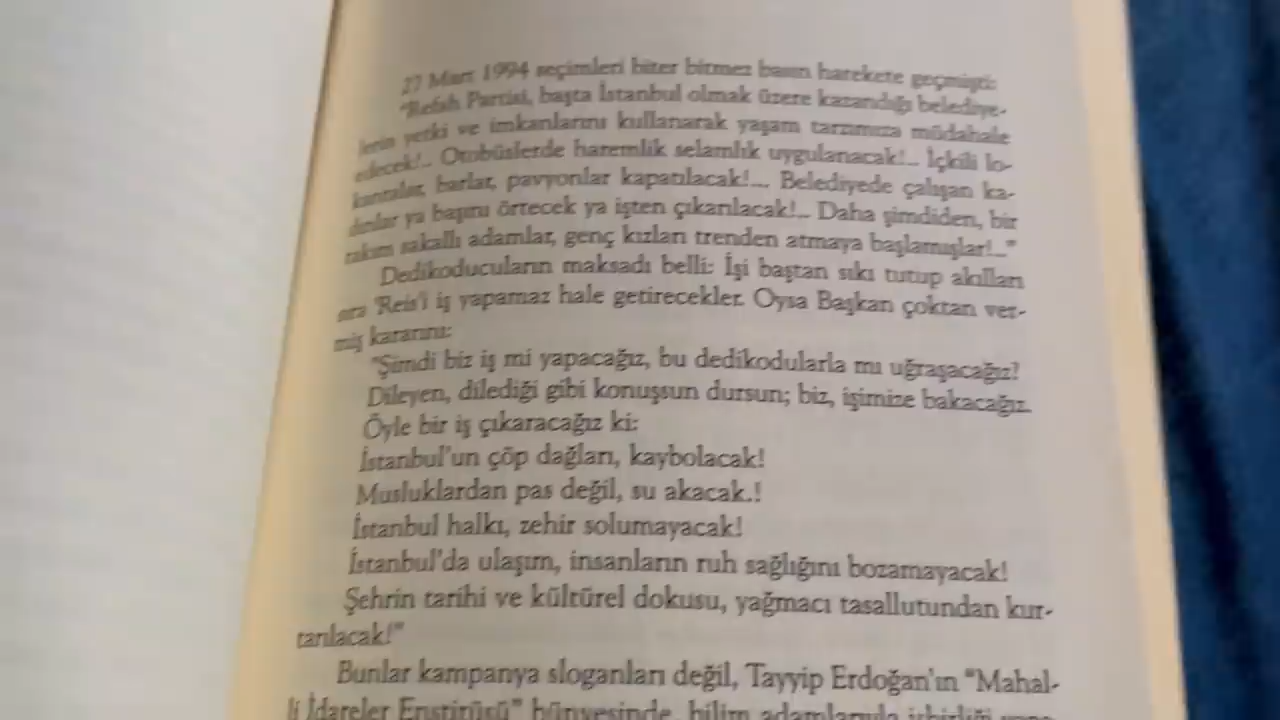 27 Mart 1994 seçimleri biter bitmez basın harekete geçmişti:
"Refah Partisi, başta İstanbul olmak üzere kazandığı belediye-
lerin yetki ve imkanlarını kullanarak yaşam tarzımıza müdahale
edecek!.. Otobüslerde haremlik selamlık uygulanacak!.. İçkili lo-
kantalar, barlar, pavyonlar kapatılacak!... Belediyede çalışan ka-
dınlar ya başını örtecek ya işten çıkarılacak!... Daha şimdiden, bir
takım sakallı adamlar, genç kızları trenden atmaya başlamışlar!..."
Dedikoducuların maksadı belli: İşi baştan sıkı tutup akılları
sıra 'Reis'i iş yapamaz hale getirecekler. Oysa Başkan çoktan ver-
miş kararını:
"Şimdi biz iş mi yapacağız, bu dedikodularla mı uğraşacağız?
Dileyen, dilediği gibi konuşsun dursun; biz, işimize bakacağız.
Öyle bir iş çıkaracağız ki:
İstanbul'un çöp dağları, kaybolacak!
Musluklardan pas değil, su akacak.!
İstanbul halkı, zehir solumayacak!
İstanbul'da ulaşım, insanların ruh sağlığını bozamayacak!
Şehrin tarihi ve kültürel dokusu, yağmacı tasallutundan kur-
tarılacak!"
Bunlar kampanya sloganları değil, Tayyip Erdoğan'ın "Mahal-
li İdareler Enstitüsü" bünyesinde, bilim adamlarıyla işbirliği